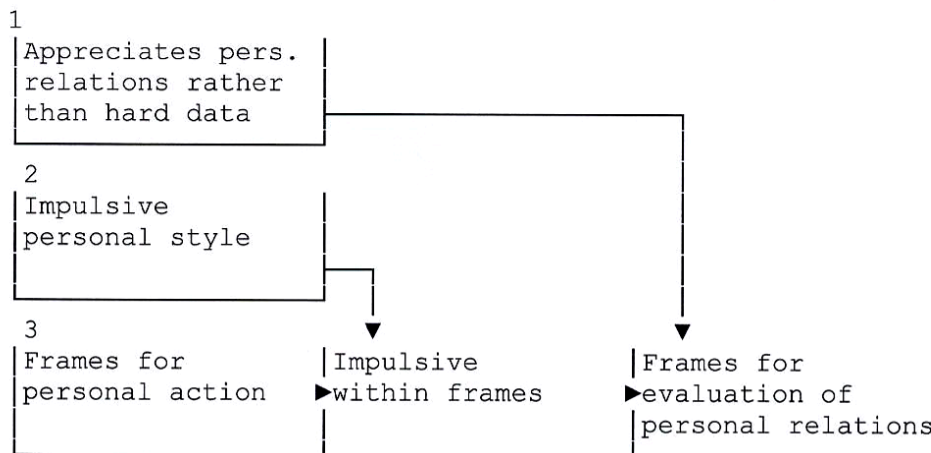 1
Appreciates pers.
relations rather
than hard data
2
Impulsive
personal style
3
Frames for
personal action
Impulsive
within frames
Frames for
evaluation of
personal relations